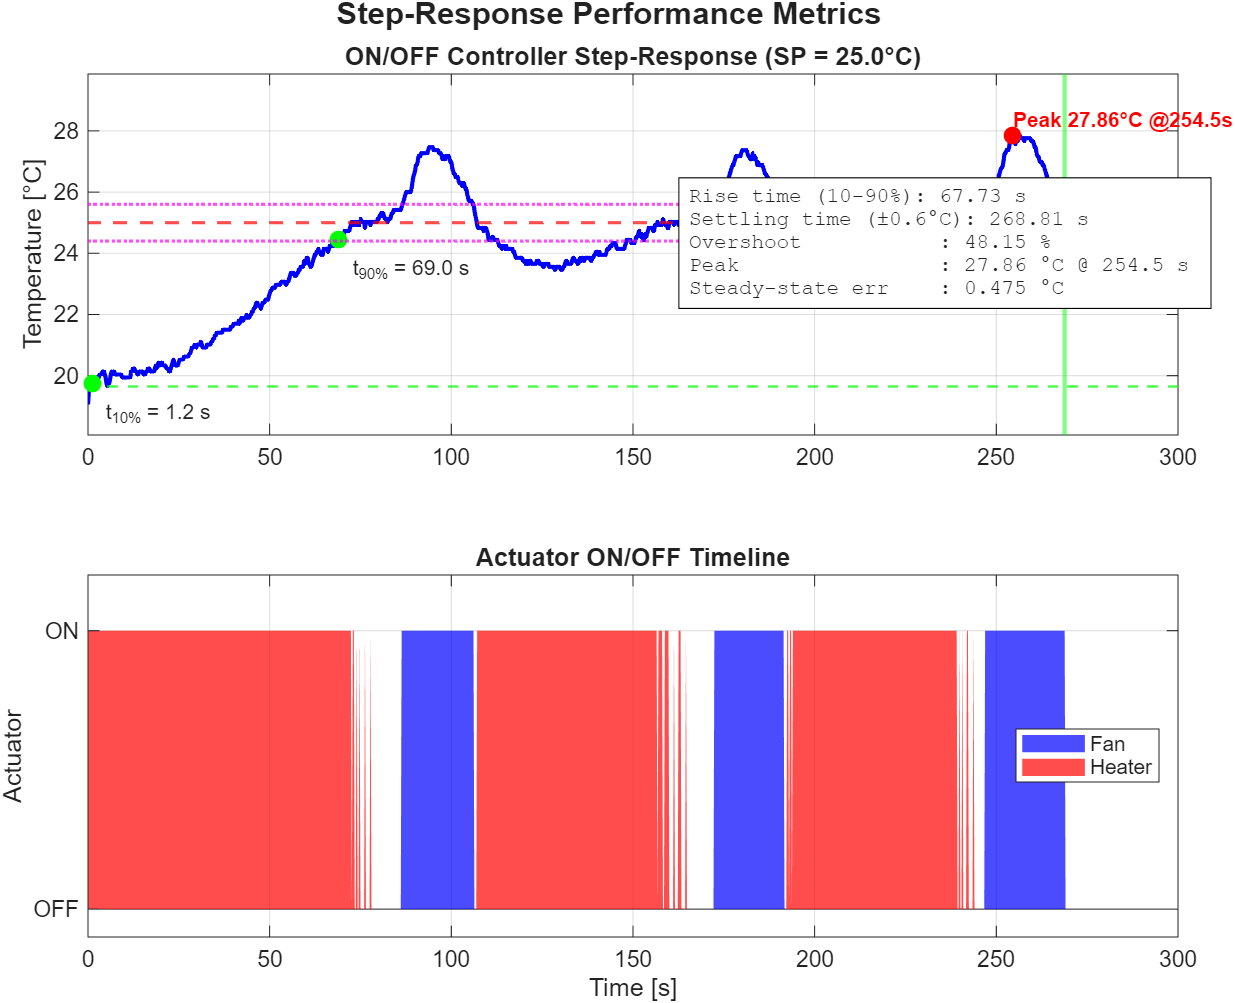 Step-Response Performance Metrics
ON/OFF Controller Step-Response (SP = 25.0°C)
Temperature [°C]
28
26
24
22
20
Peak 27.86°C @254.5s
Rise time (10-90%): 67.73 s
Settling time (±0.6°C): 268.81 s
Overshoot : 48.15 %
Peak : 27.86 °C @ 254.5 s
Steady-state err : 0.475 °C
t90% = 69.0 s
t10% = 1.2 s
0 50 100 150 200 250 300
Actuator ON/OFF Timeline
Actuator
ON
OFF
Fan
Heater
0 50 100 150 200 250 300
Time [s]